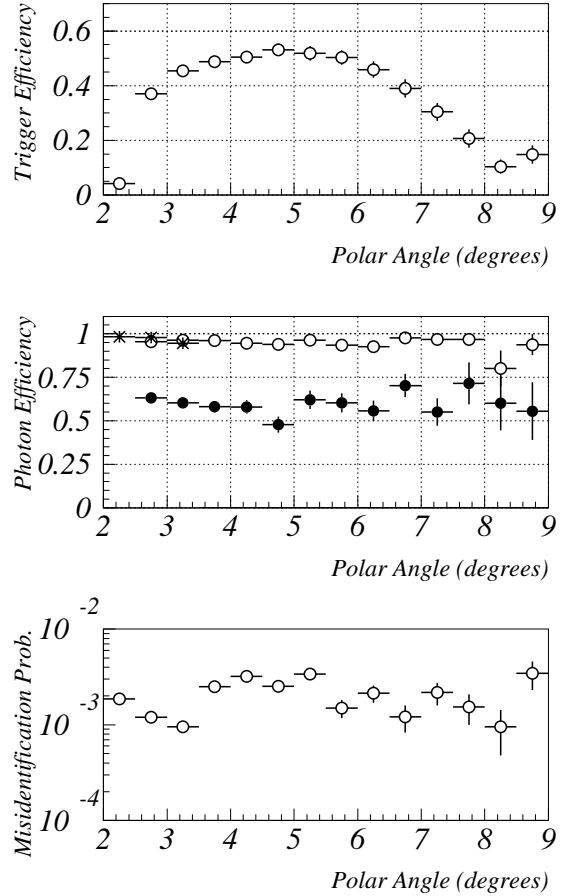 Trigger Efficiency
0.6
0.4
0.2
0
2 3 4 5 6 7 8 9
Polar Angle (degrees)
Photon Efficiency
1
0.75
0.5
0.25
0
2 3 4 5 6 7 8 9
Polar Angle (degrees)
Misidentification Prob.
10 -2
10 -3
10 -4
2 3 4 5 6 7 8 9
Polar Angle (degrees)